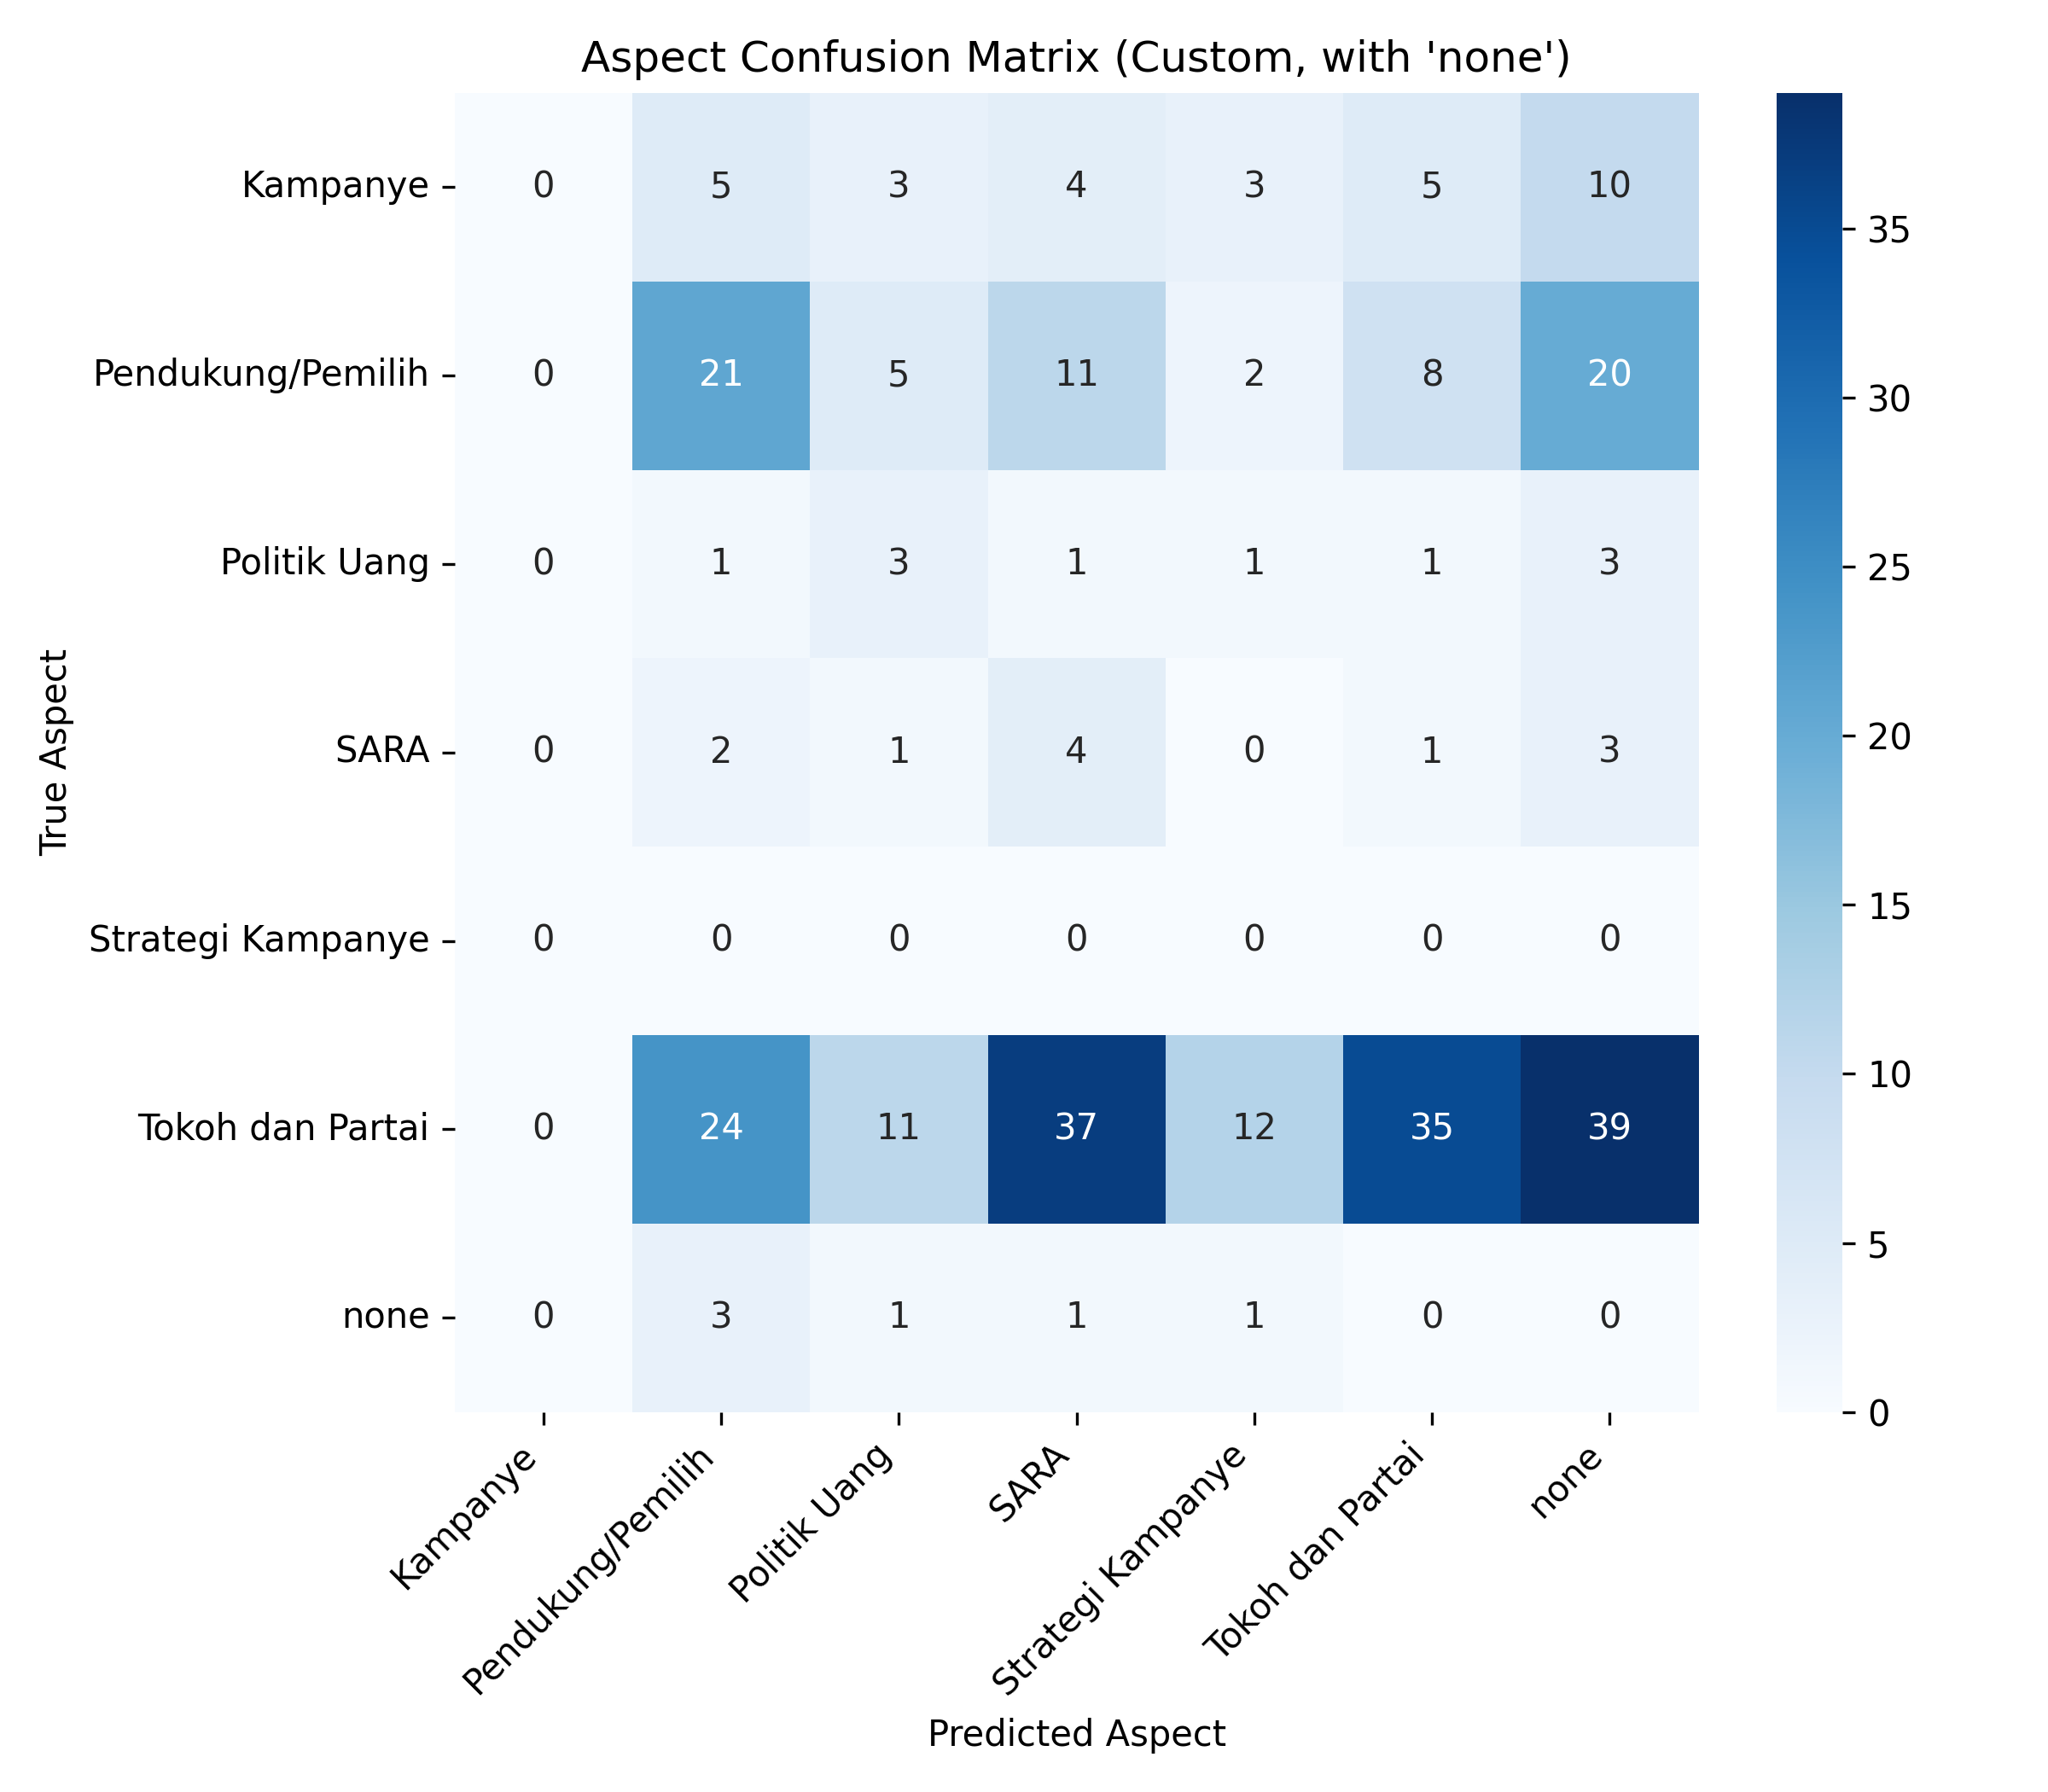 Aspect Confusion Matrix (Custom, with 'none')
True Aspect
Kampanye 0 5 3 4 3 5 10
Pendukung/Pemilih 0 21 5 11 2 8 20
Politik Uang 0 1 3 1 1 1 3
SARA 0 2 1 4 0 1 3
Strategi Kampanye 0 0 0 0 0 0 0
Tokoh dan Partai 0 24 11 37 12 35 39
none 0 3 1 1 1 0 0
Kampanye
Pendukung/Pemilih
Politik Uang
SARA
Strategi Kampanye
Tokoh dan Partai
none
Predicted Aspect
35
30
25
20
15
10
5
0